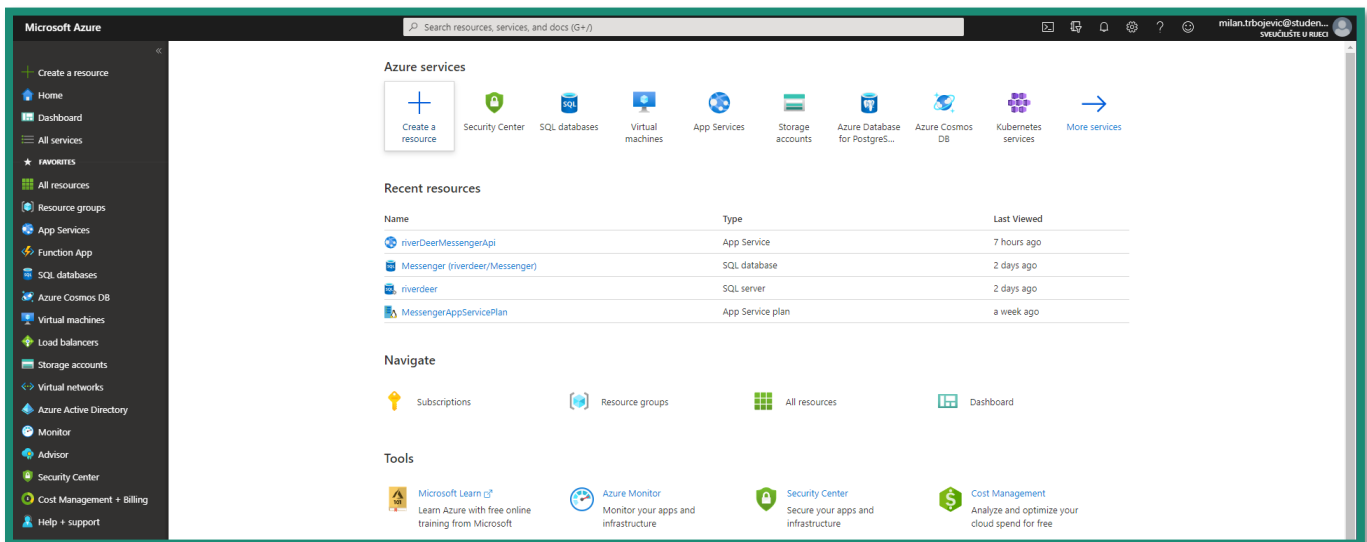 Microsoft Azure
Search resources, services, and docs (G+/)
milan.trbojevic@studen...
SVEUČILIŠTE U RIJECI
«
Create a resource
Home
Dashboard
All services
FAVORITES
All resources
Resource groups
App Services
Function App
SQL databases
Azure Cosmos DB
Virtual machines
Load balancers
Storage accounts
Virtual networks
Azure Active Directory
Monitor
Advisor
Security Center
Cost Management + Billing
Help + support
Azure services
Create a
resource
Security Center
SQL databases
Virtual
machines
App Services
Storage
accounts
Azure Database
for PostgreS...
Azure Cosmos
DB
Kubernetes
services
More services
Recent resources
Name Type Last Viewed
riverDeerMessengerApi App Service 7 hours ago
Messenger (riverdeer/Messenger) SQL database 2 days ago
riverdeer SQL server 2 days ago
MessengerAppServicePlan App Service plan a week ago
Navigate
Subscriptions
Resource groups
All resources
Dashboard
Tools
Microsoft Learn
Learn Azure with free online
training from Microsoft
Azure Monitor
Monitor your apps and
infrastructure
Security Center
Secure your apps and
infrastructure
Cost Management
Analyze and optimize your
cloud spend for free